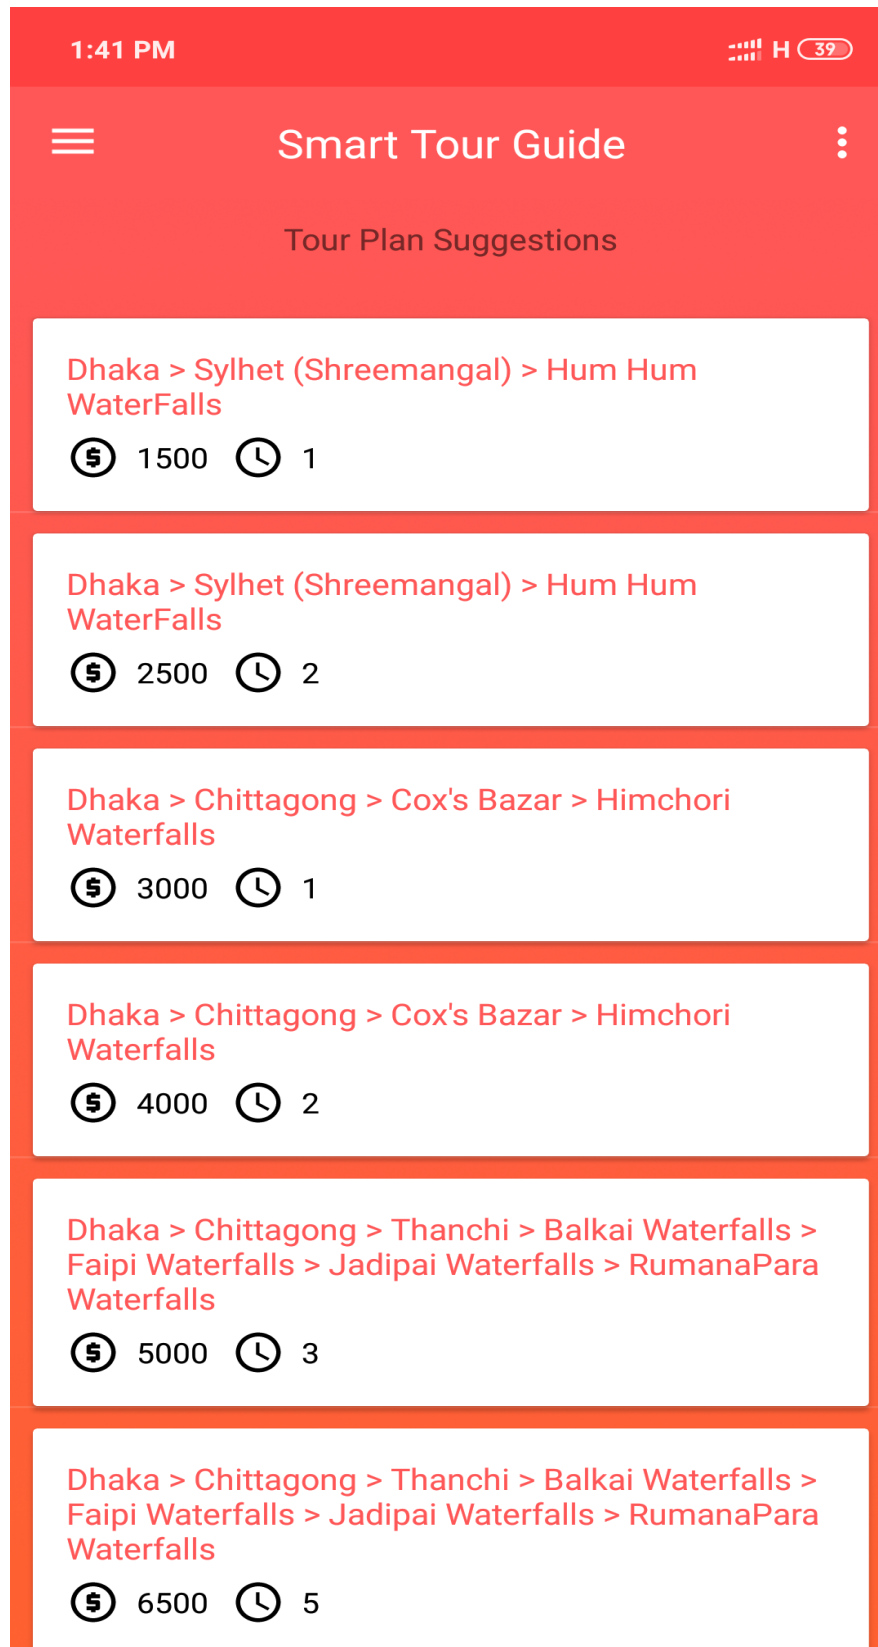 1:41 PM H 39
Smart Tour Guide
Tour Plan Suggestions
Dhaka > Sylhet (Shreemangal) > Hum Hum
WaterFalls
$ 1500 1
Dhaka > Sylhet (Shreemangal) > Hum Hum
WaterFalls
$ 2500 2
Dhaka > Chittagong > Cox's Bazar > Himchori
Waterfalls
$ 3000 1
Dhaka > Chittagong > Cox's Bazar > Himchori
Waterfalls
$ 4000 2
Dhaka > Chittagong > Thanchi > Balkai Waterfalls >
Faipi Waterfalls > Jadipai Waterfalls > RumanaPara
Waterfalls
$ 5000 3
Dhaka > Chittagong > Thanchi > Balkai Waterfalls >
Faipi Waterfalls > Jadipai Waterfalls > RumanaPara
Waterfalls
$ 6500 5